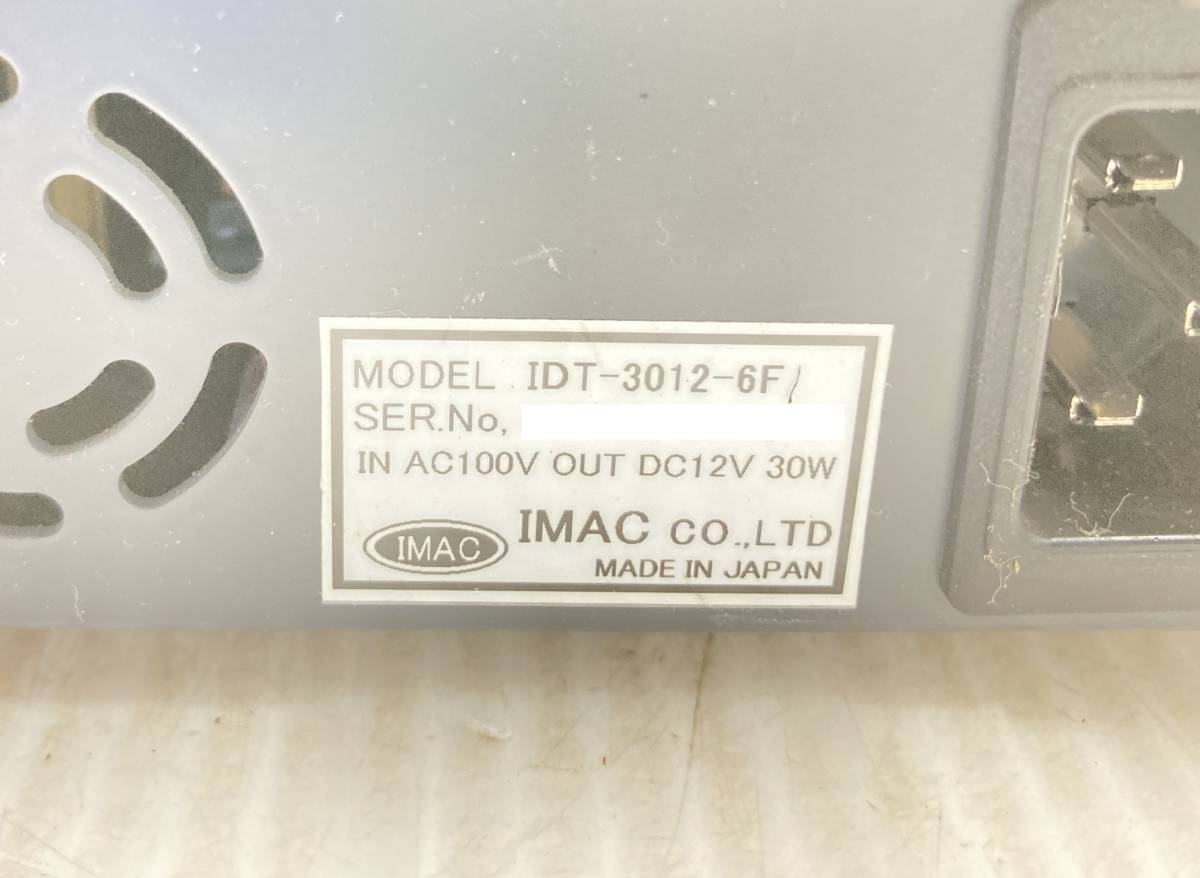 MODEL IDT-3012-6F/
SER.No,
IN AC100V OUT DC12V 30W
IMAC IMAC CO.,LTD
MADE IN JAPAN